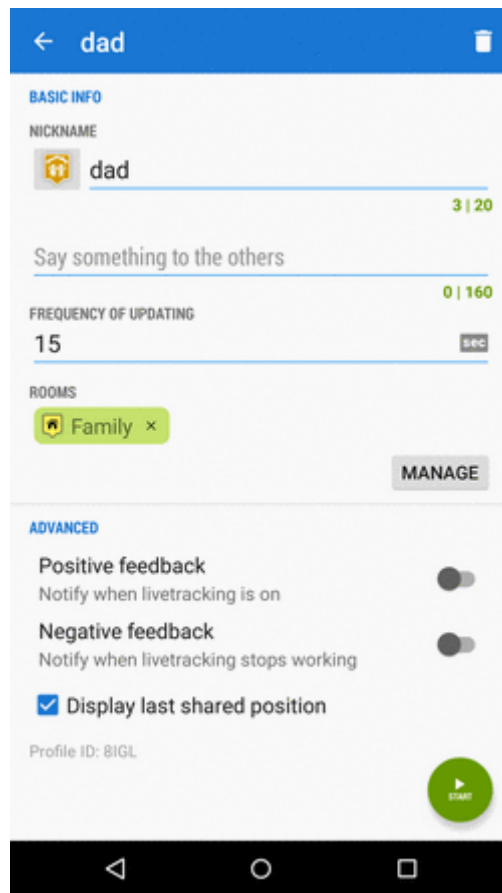 dad
BASIC INFO
NICKNAME
dad
3 | 20
Say something to the others
0 | 160
FREQUENCY OF UPDATING
15 sec
ROOMS
Family ×
MANAGE
ADVANCED
Positive feedback
Notify when livetracking is on
Negative feedback
Notify when livetracking stops working
Display last shared position
Profile ID: 8IGL
START